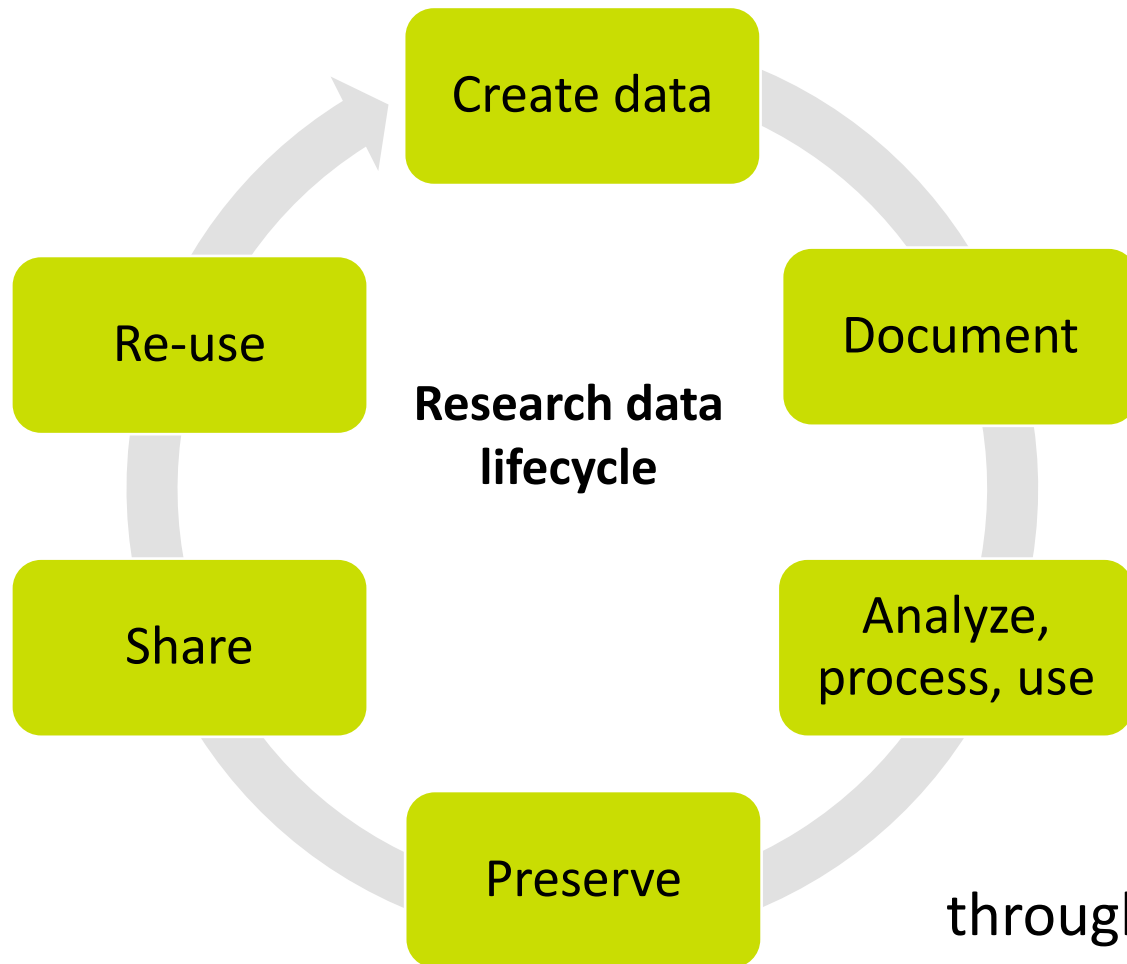 Create data
Document
Re-use
Research data
lifecycle
Analyze,
process, use
Share
Preserve